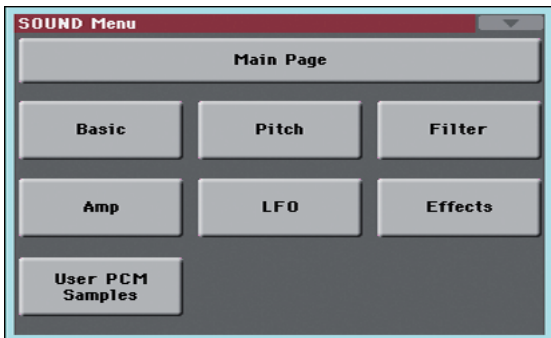 SOUND Menu
Main Page
Basic
Pitch
Filter
Amp
LFO
Effects
User PCM
Samples